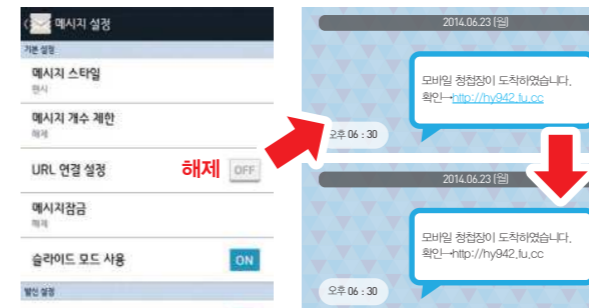 메시지 설정
기본 설정
메시지 스타일
펜시
메시지 개수 제한
해제
URL 연결 설정
해제
OFF
메시지잠금
해제
슬라이드 모드 사용
ON
발신 설정
2014.06.23 [월]
모바일 청첩장이 도착하였습니다.
확인→http://hy942.fu.cc
오후 06 : 30
2014.06.23 [월]
모바일 청첩장이 도착하였습니다.
확인→http://hy942.fu.cc
오후 06 : 30